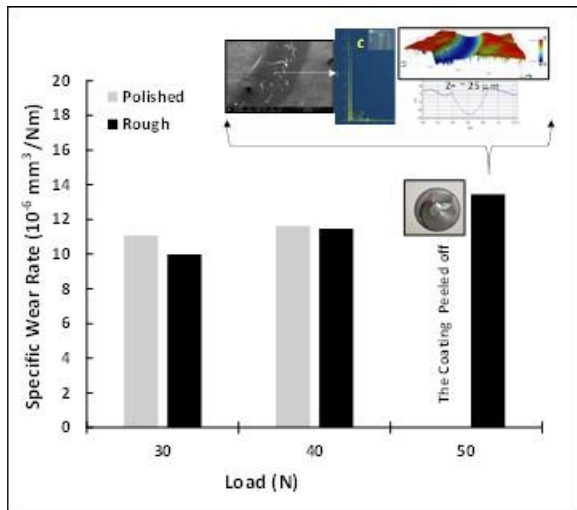 c
Z= ~ 25 µm
20
18
16
14
12
10
8
6
4
2
0
Specific Wear Rate (10⁻⁶ mm³/Nm)
Polished
Rough
The Coating Peeled off
30
40
50
Load (N)